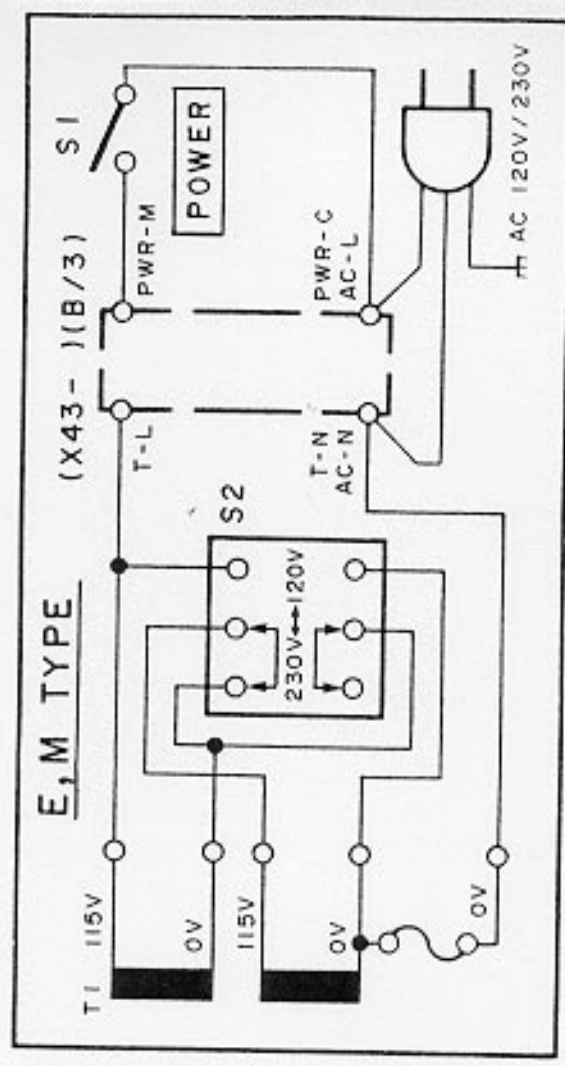 E,M TYPE
(X43- )(B/3)
S1
POWER
T-L
PWR-M
S2
230V↔120V
T-N
AC-N
PWR-C
AC-L
AC 120V/230V
T1
115V
0V
115V
0V
0V